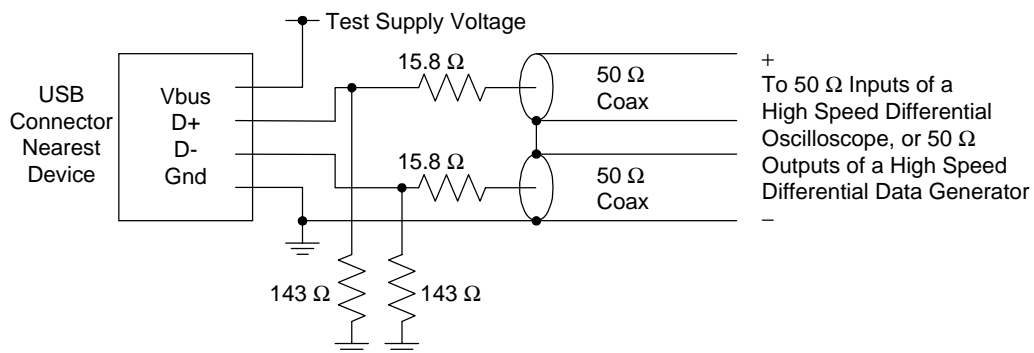 Test Supply Voltage
USB
Connector
Nearest
Device
Vbus
D+
D-
Gnd
15.8 Ω
50 Ω
Coax
15.8 Ω
50 Ω
Coax
+
To 50 Ω Inputs of a
High Speed Differential
Oscilloscope, or 50 Ω
Outputs of a High Speed
Differential Data Generator
−
143 Ω
143 Ω